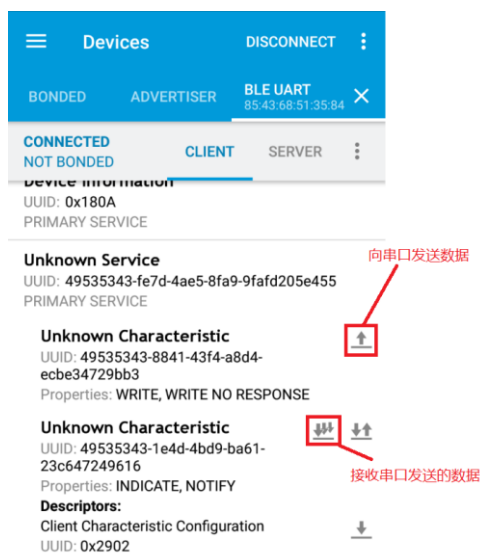 Devices DISCONNECT
BONDED ADVERTISER BLE UART
85:43:68:51:35:84
CONNECTED
NOT BONDED CLIENT SERVER
Device Information
UUID: 0x180A
PRIMARY SERVICE
Unknown Service
UUID: 49535343-fe7d-4ae5-8fa9-9fafd205e455
PRIMARY SERVICE
向串口发送数据
Unknown Characteristic
UUID: 49535343-8841-43f4-a8d4-
ecbe34729bb3
Properties: WRITE, WRITE NO RESPONSE
Unknown Characteristic
UUID: 49535343-1e4d-4bd9-ba61-
23c647249616
Properties: INDICATE, NOTIFY
接收串口发送的数据
Descriptors:
Client Characteristic Configuration
UUID: 0x2902